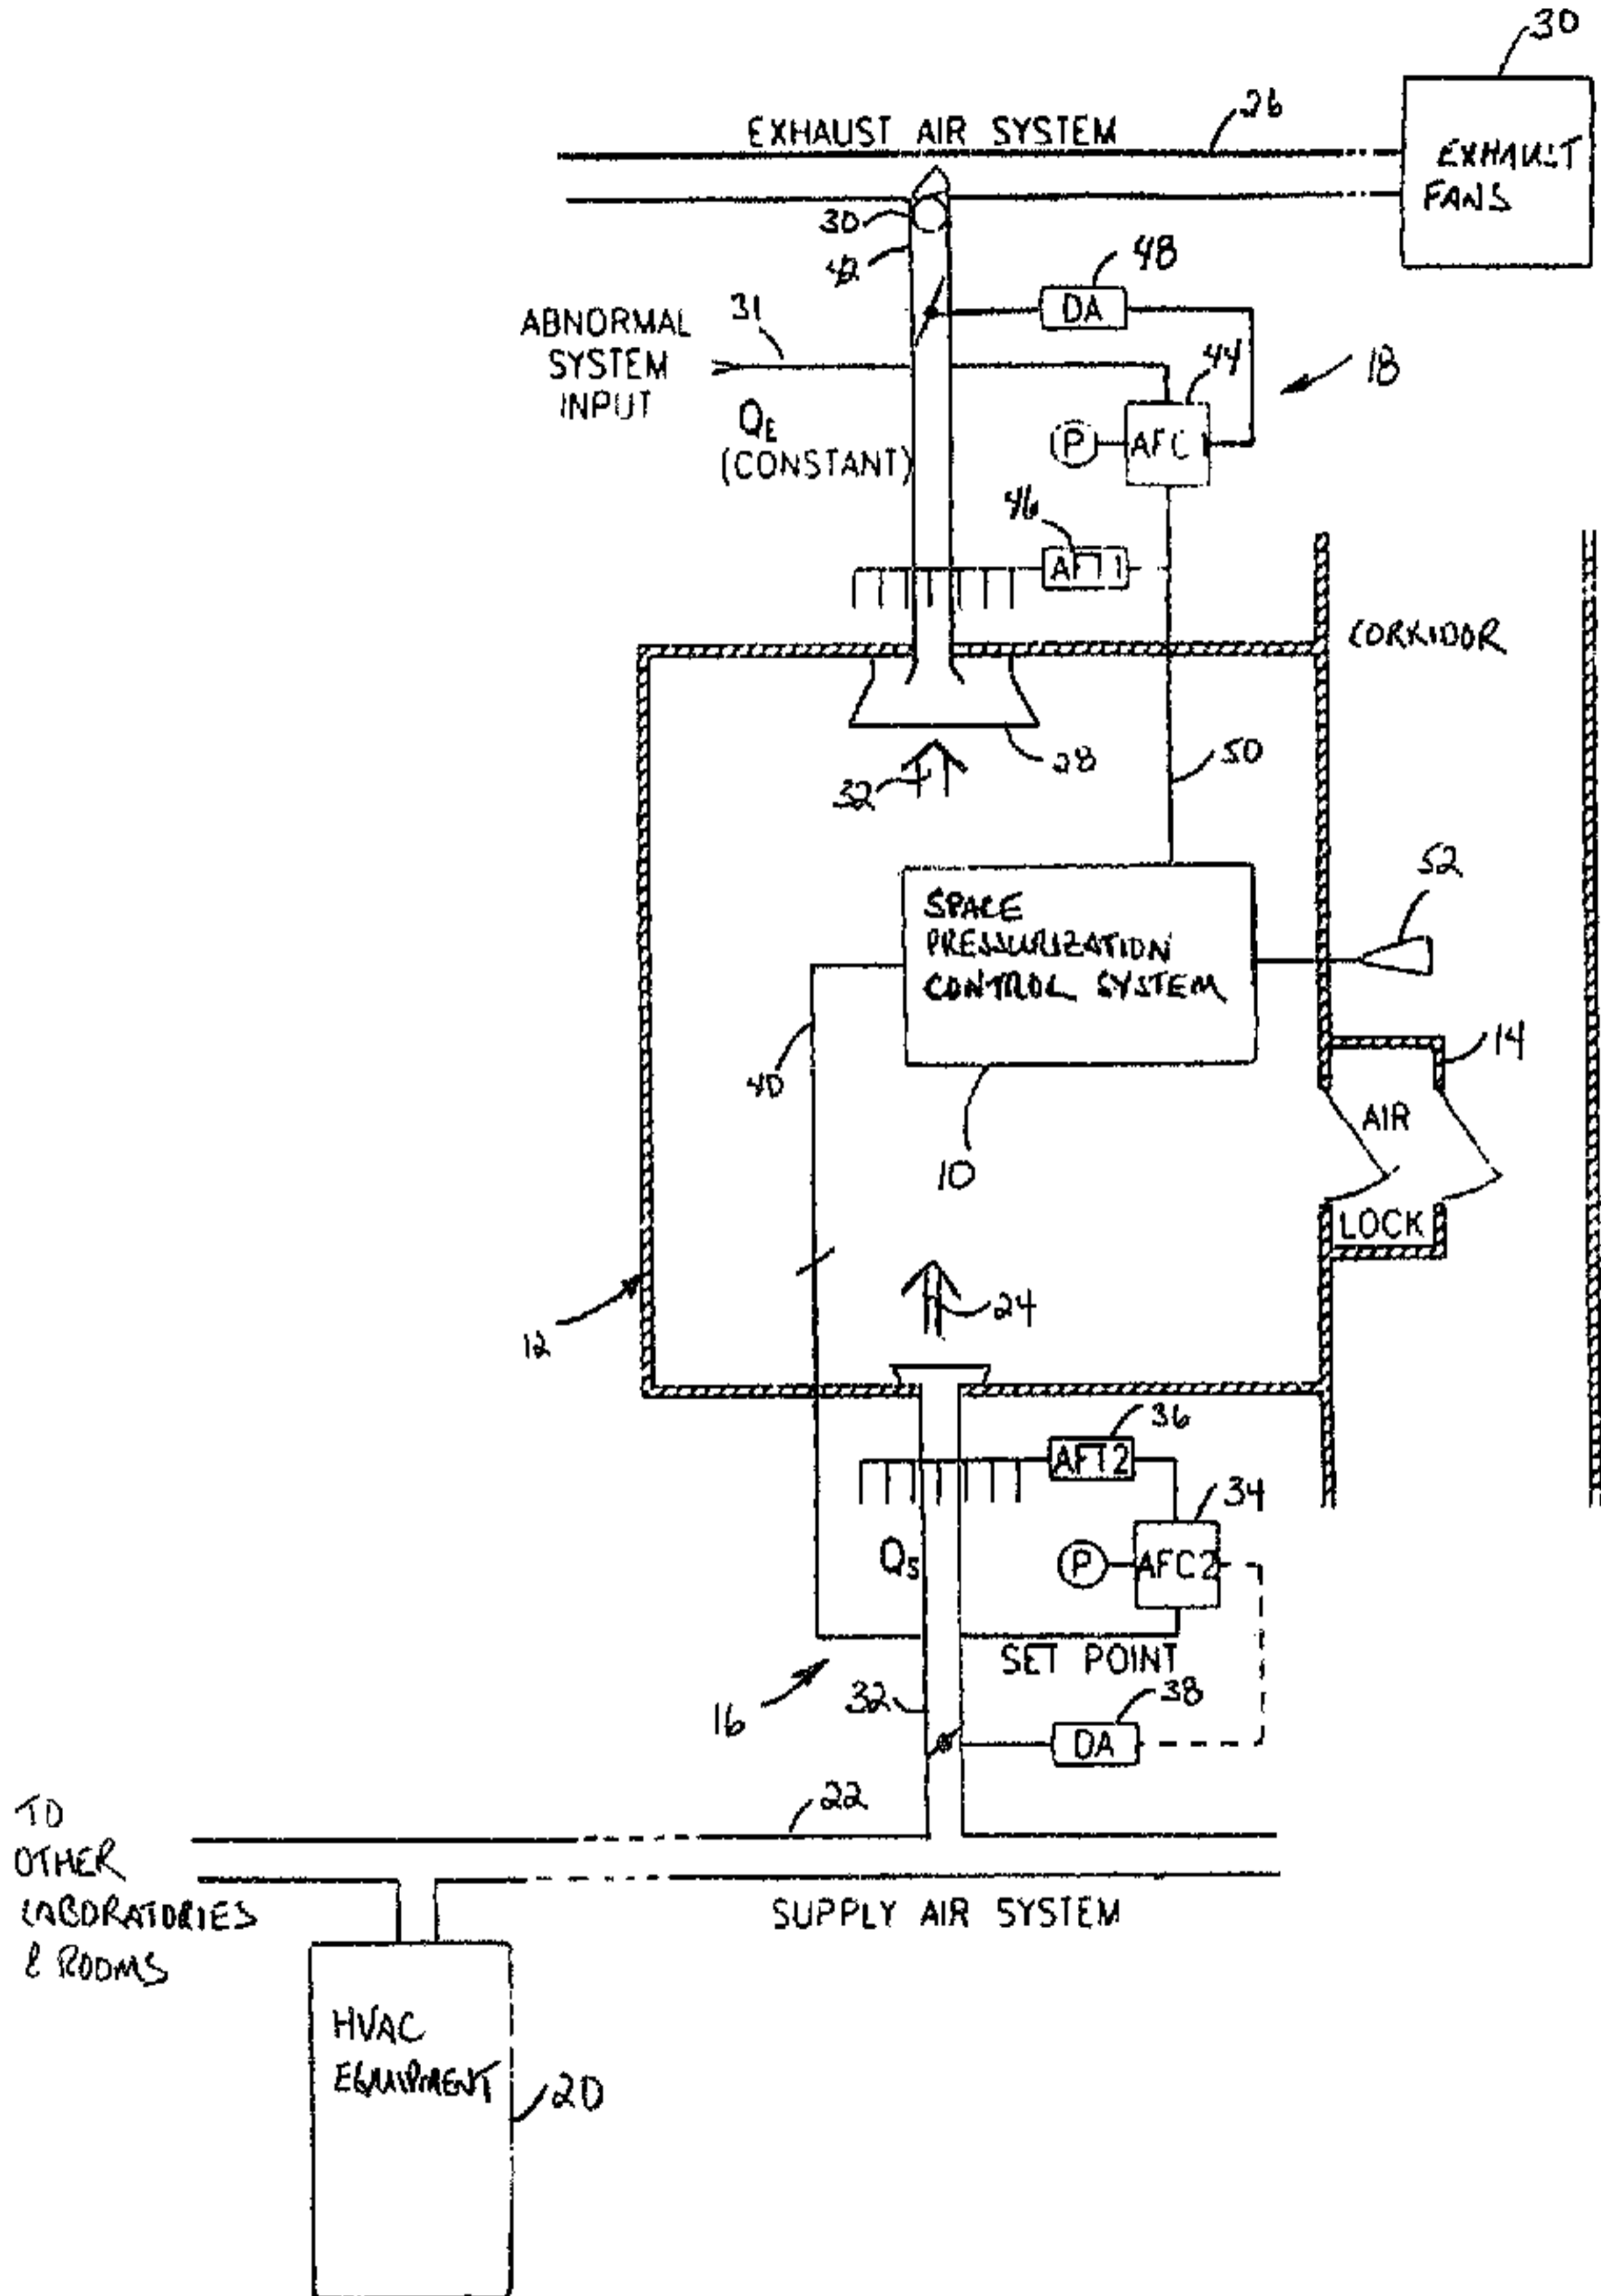 30
EXHAUST AIR SYSTEM
26
EXHAUST
FANS
30
42
48
DA
31
ABNORMAL
SYSTEM
INPUT
44
18
QE
(CONSTANT)
P
AFC1
46
AFT1
CORRIDOR
28
32
50
52
SPACE
PRESSURIZATION
CONTROL SYSTEM
40
14
10
AIR
LOCK
24
12
36
AFT2
34
QS
P
AFC2
SET POINT
16
32
38
DA
22
TO
OTHER
LABORATORIES
& ROOMS
SUPPLY AIR SYSTEM
HVAC
EQUIPMENT
20